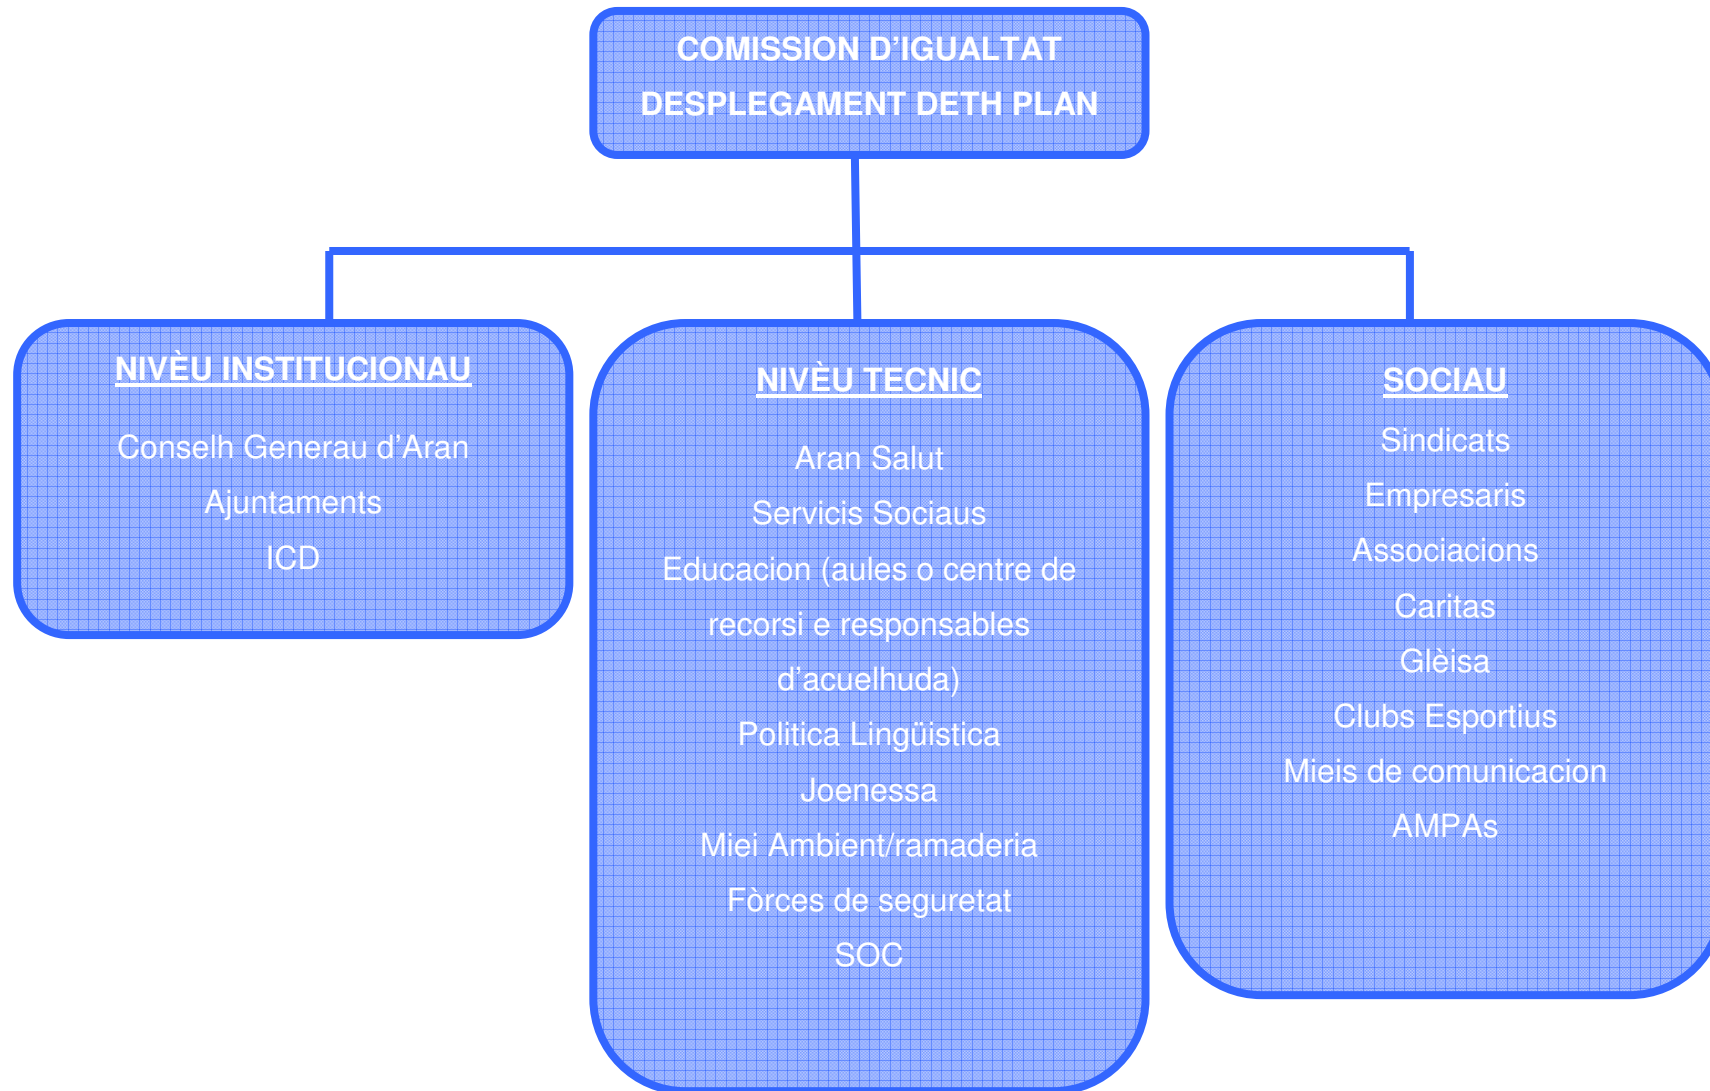 COMISSION D'IGUALTAT
DESPLEGAMENT DETH PLAN
NIVÈU INSTITUCIONAU
Conselh Generau d'Aran
Ajuntaments
ICD
NIVÈU TECNIC
Aran Salut
Servicis Sociaus
Educacion (aules o centre de
recorsi e responsables
d'acuelhuda)
Politica Lingüistica
Joenessa
Miei Ambient/ramaderia
Fòrces de seguretat
SOC
SOCIAU
Sindicats
Empresaris
Associacions
Caritas
Glèisa
Clubs Esportius
Mieis de comunicacion
AMPAs